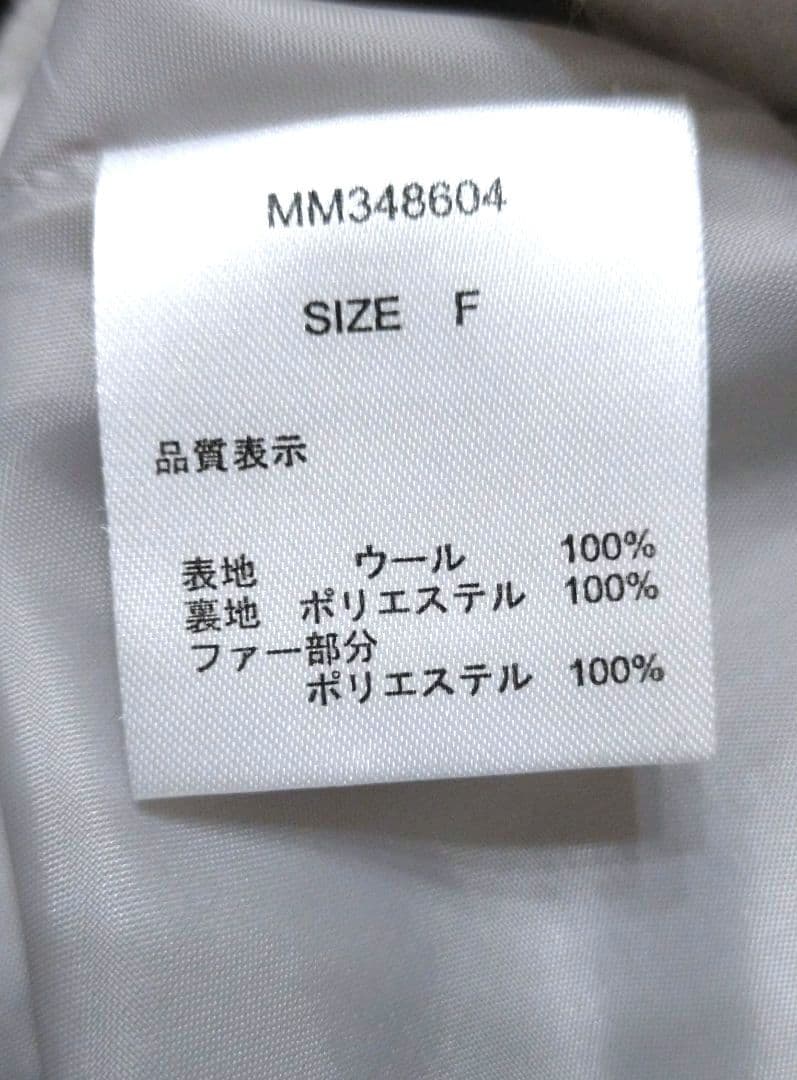 MM348604
SIZE F
品質表示
表地 ウール 100%
裏地 ポリエステル 100%
ファー部分
ポリエステル 100%